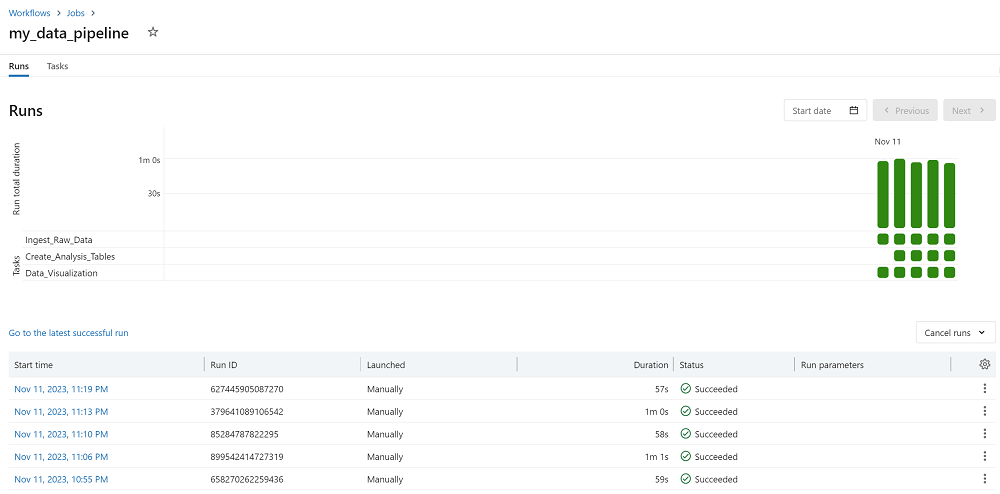 Workflows > Jobs >
my_data_pipeline
Runs Tasks
Runs
Start date
Previous
Next
Nov 11
Run total duration
1m 0s
30s
Tasks
Ingest_Raw_Data
Create_Analysis_Tables
Data_Visualization
Go to the latest successful run
Cancel runs
Start time Run ID Launched Duration Status Run parameters
Nov 11, 2023, 11:19 PM 627445905087270 Manually 57s Succeeded
Nov 11, 2023, 11:13 PM 379641089106542 Manually 1m 0s Succeeded
Nov 11, 2023, 11:10 PM 85284787822295 Manually 58s Succeeded
Nov 11, 2023, 11:06 PM 899542414727319 Manually 1m 1s Succeeded
Nov 11, 2023, 10:55 PM 658270262259436 Manually 59s Succeeded